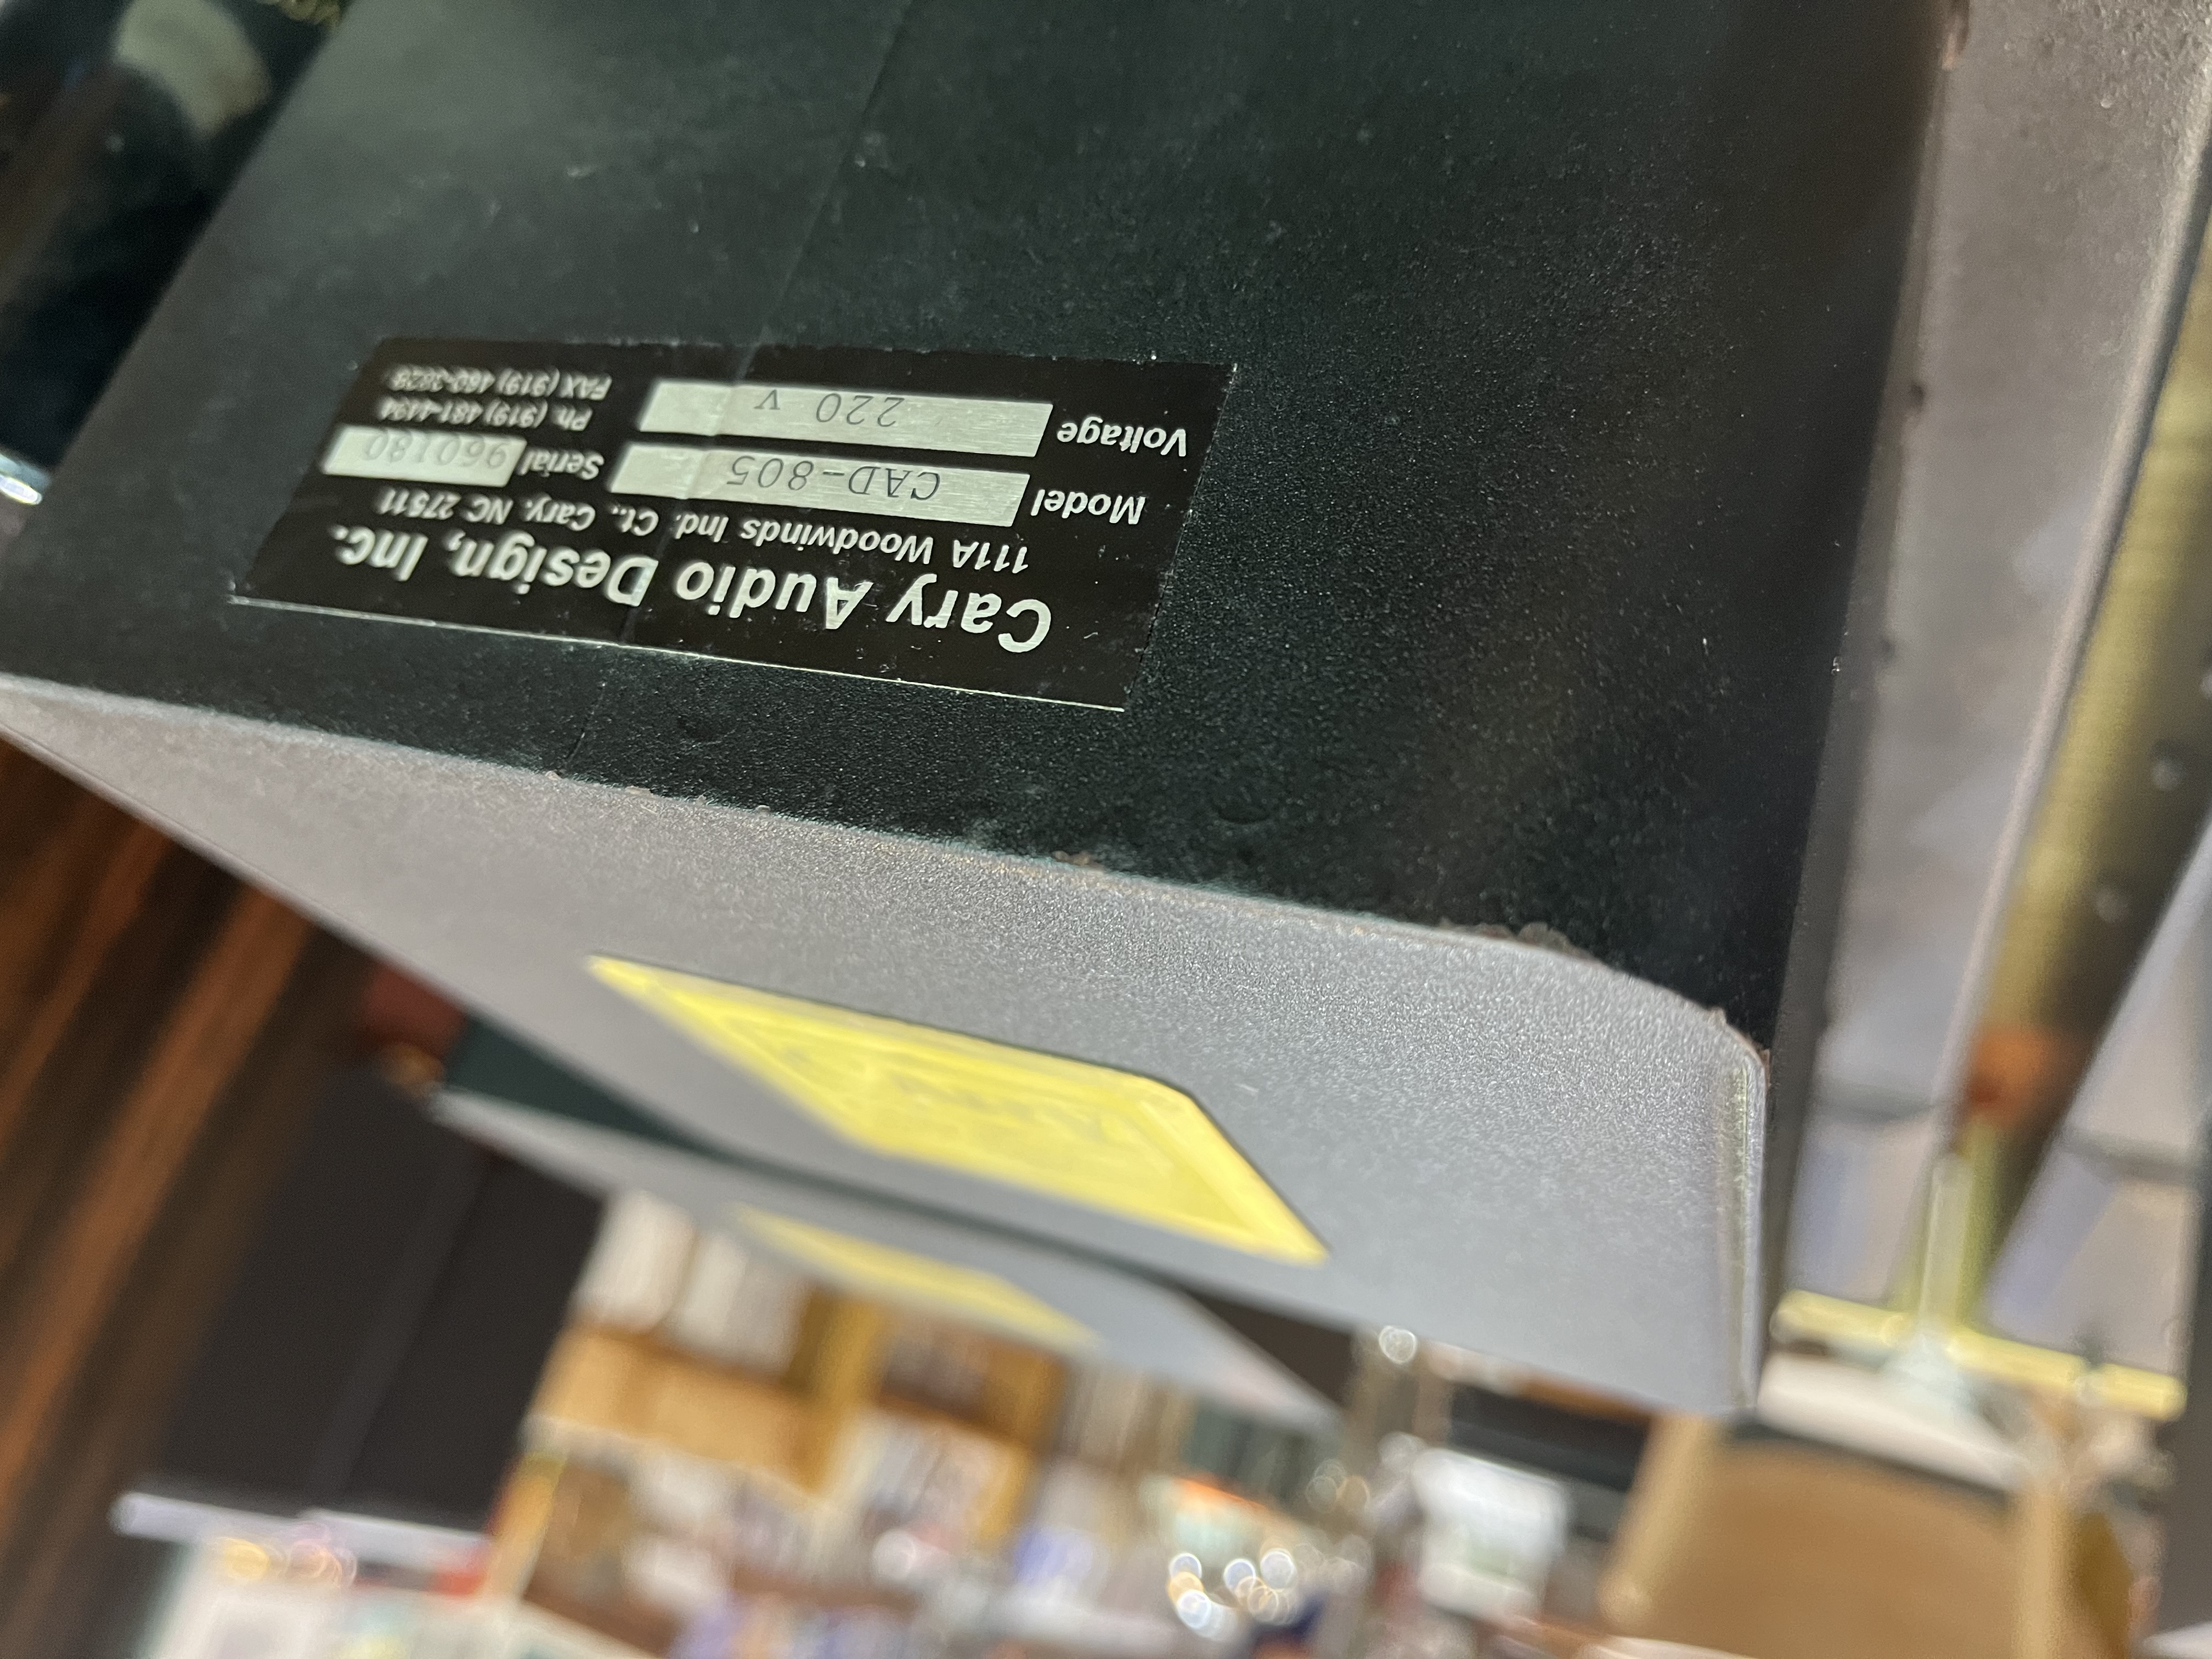 Cary Audio Design, Inc.
111A Woodwinds Ind. Ct., Cary, NC 27511
Model CAD-805 Serial 960180
Voltage 220 V Ph. (919) 481-4494
FAX (919) 460-3828